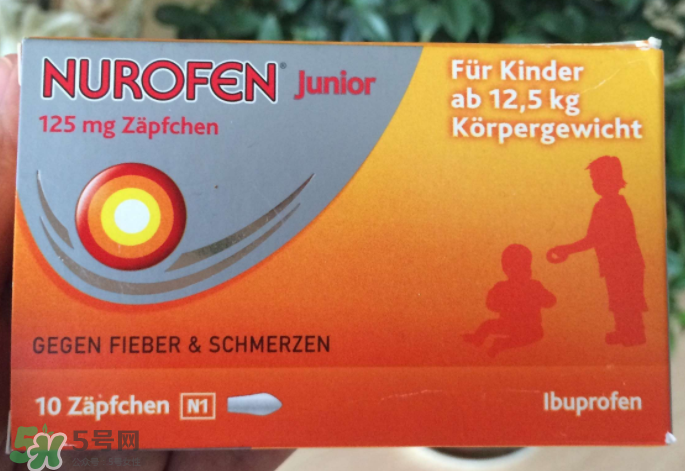 NUROFEN® Junior
125 mg Zäpfchen
Für Kinder
ab 12,5 kg
Körpergewicht
GEGEN FIEBER & SCHMERZEN
10 Zäpfchen N1
Ibuprofen
5号网